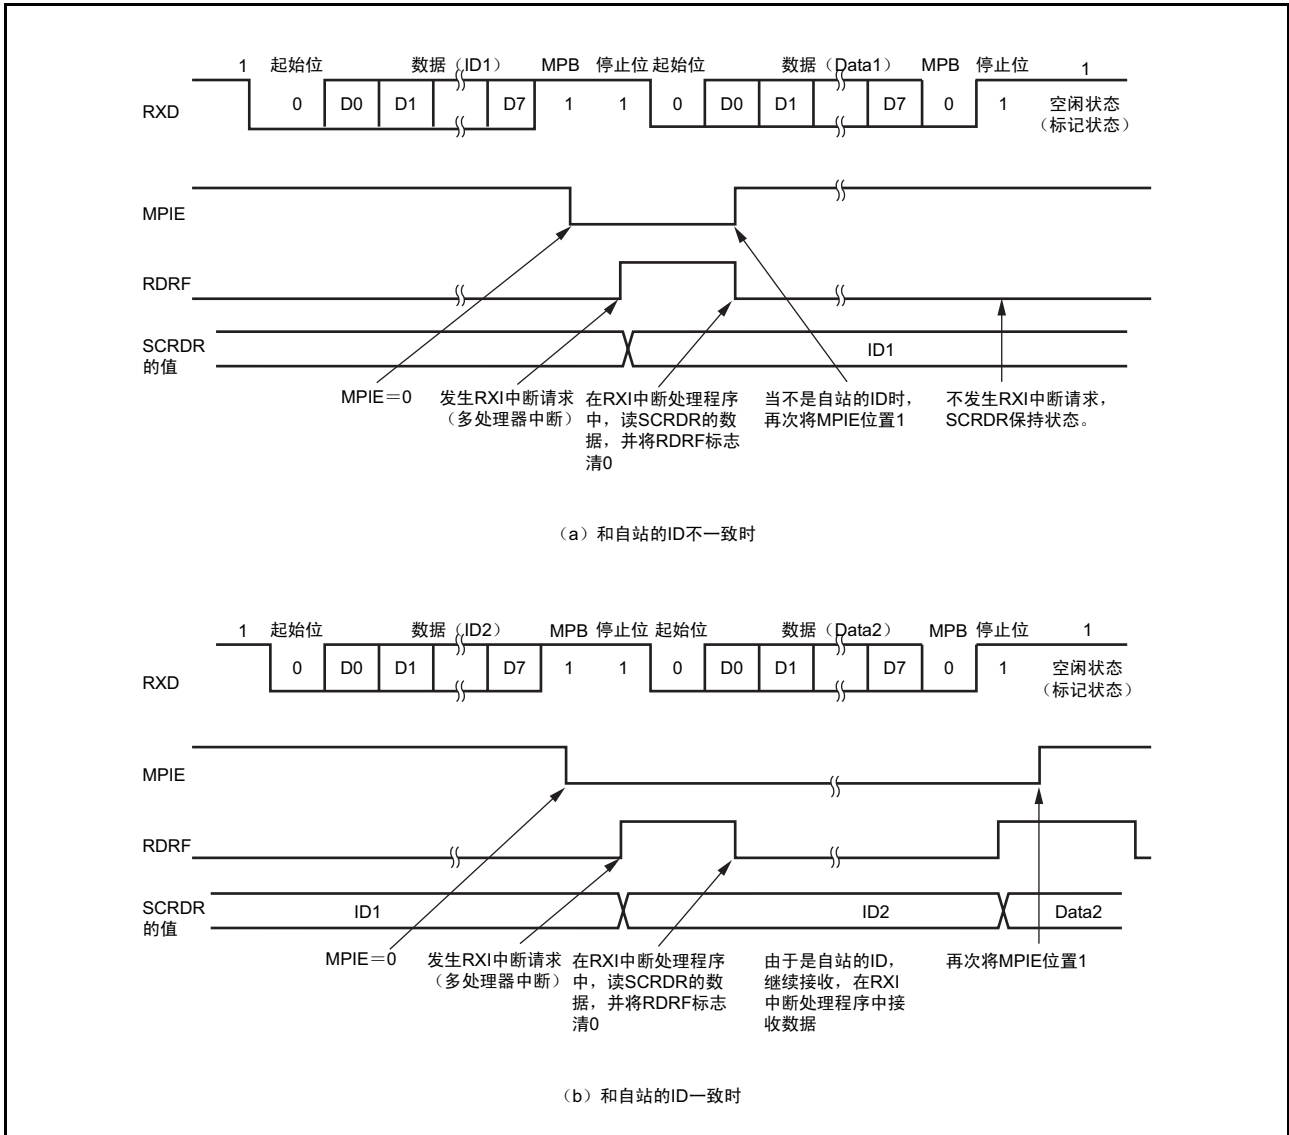 1 起始位 数据（ID1） MPB 停止位 起始位 数据（Data1） MPB 停止位 1
RXD 0 D0 D1 D7 1 1 0 D0 D1 D7 0 1 空闲状态
（标记状态）
MPIE
RDRF
SCRDR
的值
ID1
MPIE＝0
发生RXI中断请求
（多处理器中断）
在RXI中断处理程序
中，读SCRDR的数
据，并将RDRF标志
清0
当不是自站的ID时，
再次将MPIE位置1
不发生RXI中断请求，
SCRDR保持状态。
（a）和自站的ID不一致时
1 起始位 数据（ID2） MPB 停止位 起始位 数据（Data2） MPB 停止位 1
RXD 0 D0 D1 D7 1 1 0 D0 D1 D7 0 1 空闲状态
（标记状态）
MPIE
RDRF
SCRDR
的值
ID1 ID2 Data2
MPIE＝0
发生RXI中断请求
（多处理器中断）
在RXI中断处理程序
中，读SCRDR的数
据，并将RDRF标志
清0
由于是自站的ID，
继续接收，在RXI
中断处理程序中接
收数据
再次将MPIE位置1
（b）和自站的ID一致时